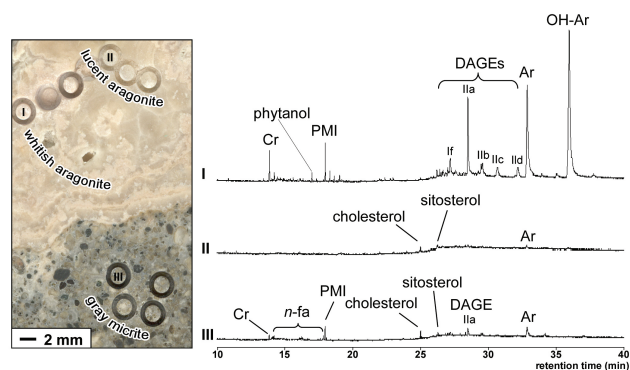 II
lucent aragonite
I
whitish aragonite
III
gray micrite
2 mm
OH-Ar
DAGEs
Ar
IIa
phytanol
Cr
PMI
If
IIb
IIc
IId
I
cholesterol
sitosterol
Ar
II
Cr
n-fa
PMI
cholesterol
sitosterol
DAGE
IIa
Ar
III
10 15 20 25 30 35 40
retention time (min)